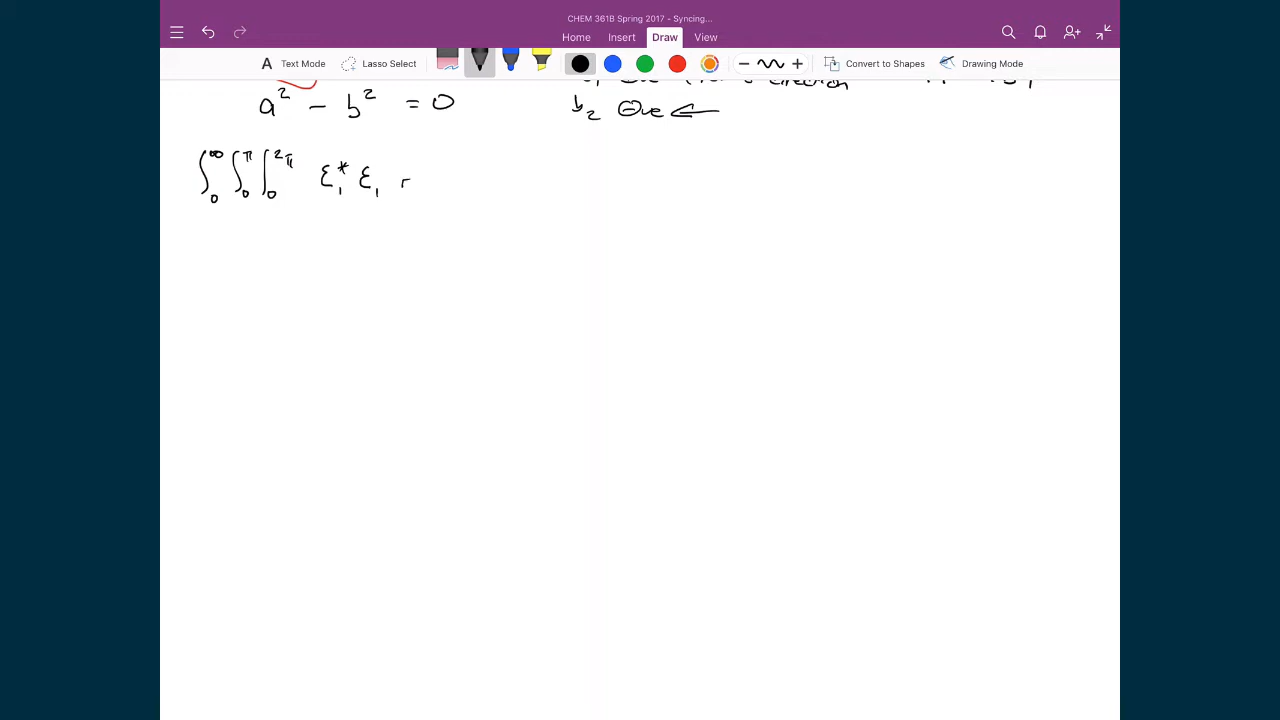 CHEM 361B Spring 2017 - Syncing...
Home Insert Draw View
A Text Mode Lasso Select Convert to Shapes Drawing Mode
a² − b² = 0
b₂ ⊖ve ⇐
∫₀^∞ ∫₀^π ∫₀^2π ξ₁* ξ₁ r